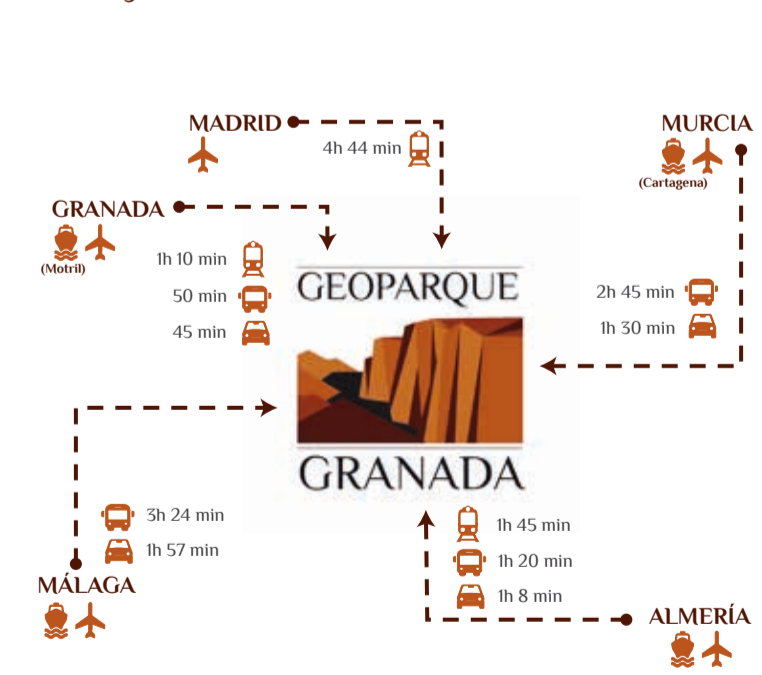 MADRID
4h 44 min
MURCIA
(Cartagena)
GRANADA
(Motril)
1h 10 min
50 min
45 min
GEOPARQUE
GRANADA
2h 45 min
1h 30 min
3h 24 min
1h 57 min
MÁLAGA
1h 45 min
1h 20 min
1h 8 min
ALMERÍA